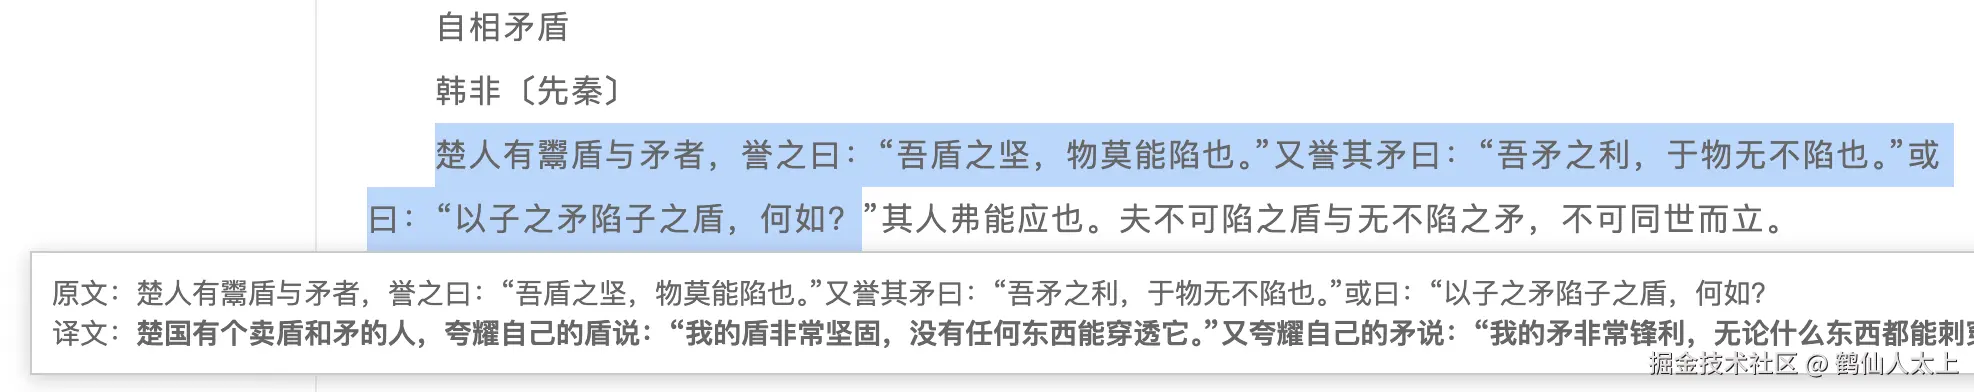 自相矛盾
韩非〔先秦〕
楚人有鬻盾与矛者，誉之曰：“吾盾之坚，物莫能陷也。”又誉其矛曰：“吾矛之利，于物无不陷也。”或
曰：“以子之矛陷子之盾，何如？”其人弗能应也。夫不可陷之盾与无不陷之矛，不可同世而立。
原文：楚人有鬻盾与矛者，誉之曰：“吾盾之坚，物莫能陷也。”又誉其矛曰：“吾矛之利，于物无不陷也。”或曰：“以子之矛陷子之盾，何如？
译文：楚国有个卖盾和矛的人，夸耀自己的盾说：“我的盾非常坚固，没有任何东西能穿透它。”又夸耀自己的矛说：“我的矛非常锋利，无论什么东西都能刺
掘金技术社区 @ 鹤仙人太上